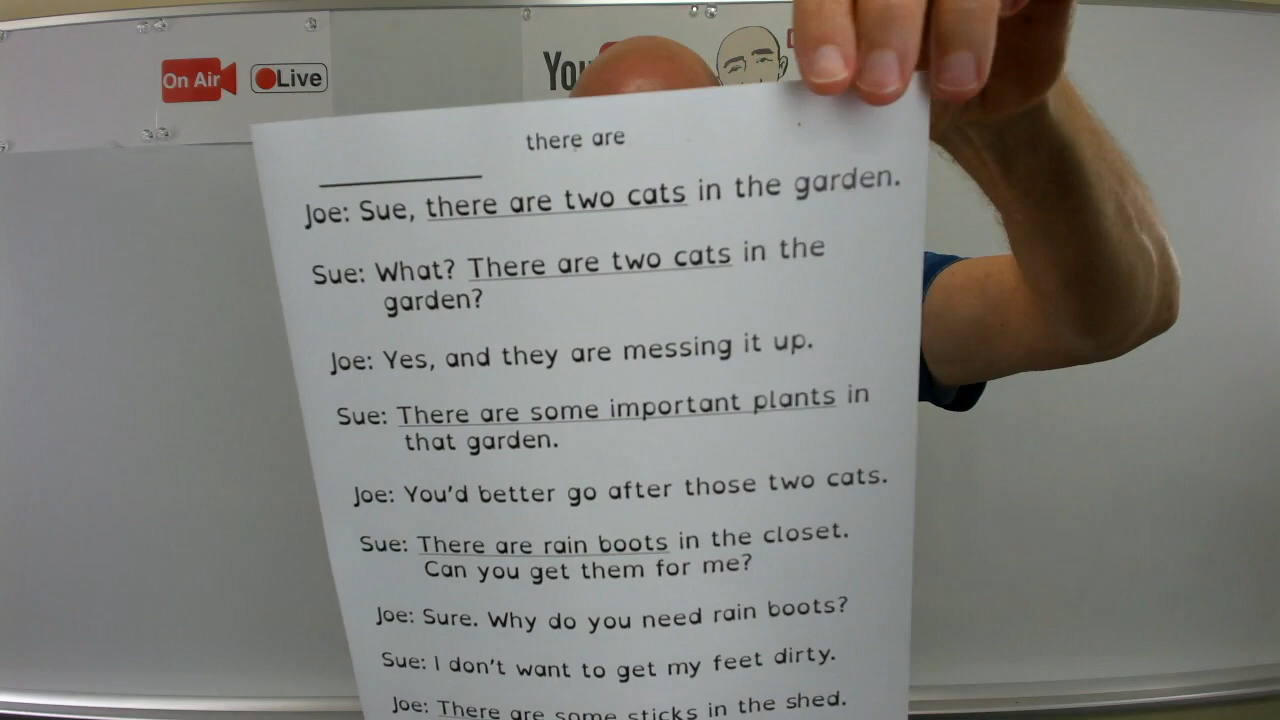 On Air
Live
You
there are
Joe: Sue, there are two cats in the garden.
Sue: What? There are two cats in the
garden?
Joe: Yes, and they are messing it up.
Sue: There are some important plants in
that garden.
Joe: You'd better go after those two cats.
Sue: There are rain boots in the closet.
Can you get them for me?
Joe: Sure. Why do you need rain boots?
Sue: I don't want to get my feet dirty.
Joe: There are some sticks in the shed.